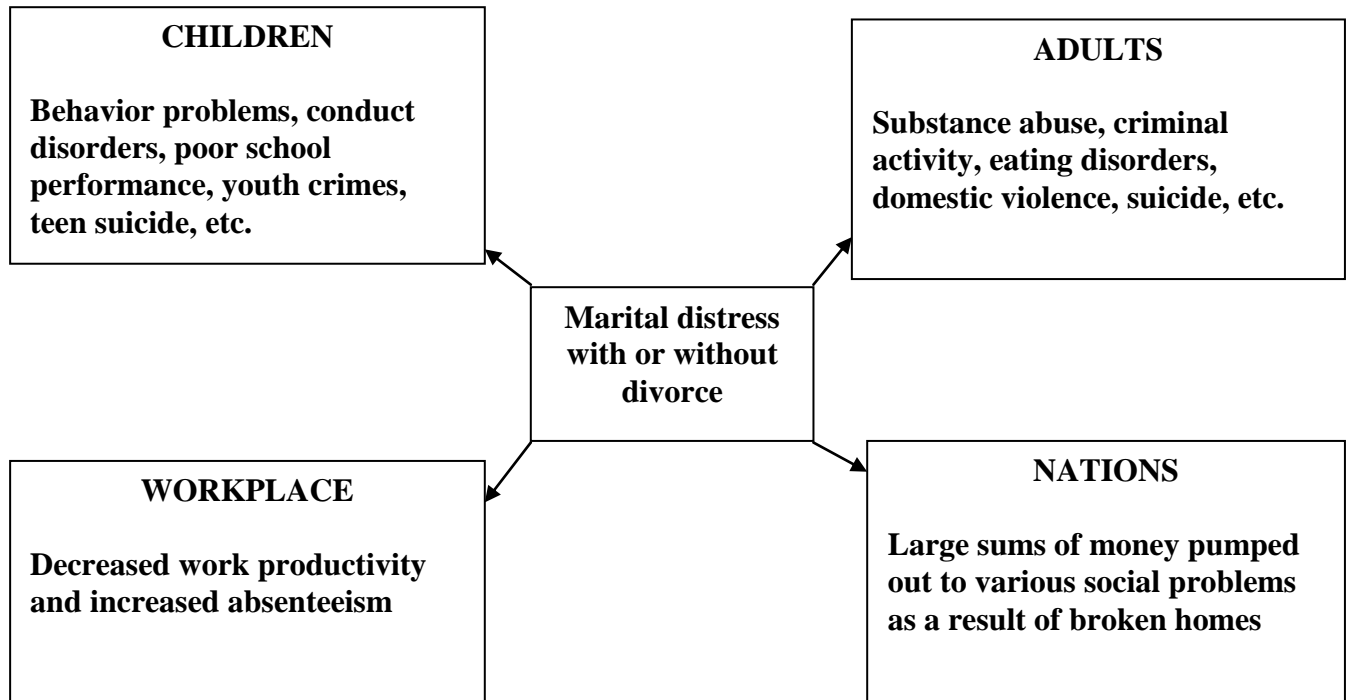 CHILDREN
Behavior problems, conduct
disorders, poor school
performance, youth crimes,
teen suicide, etc.
ADULTS
Substance abuse, criminal
activity, eating disorders,
domestic violence, suicide, etc.
Marital distress
with or without
divorce
WORKPLACE
Decreased work productivity
and increased absenteeism
NATIONS
Large sums of money pumped
out to various social problems
as a result of broken homes